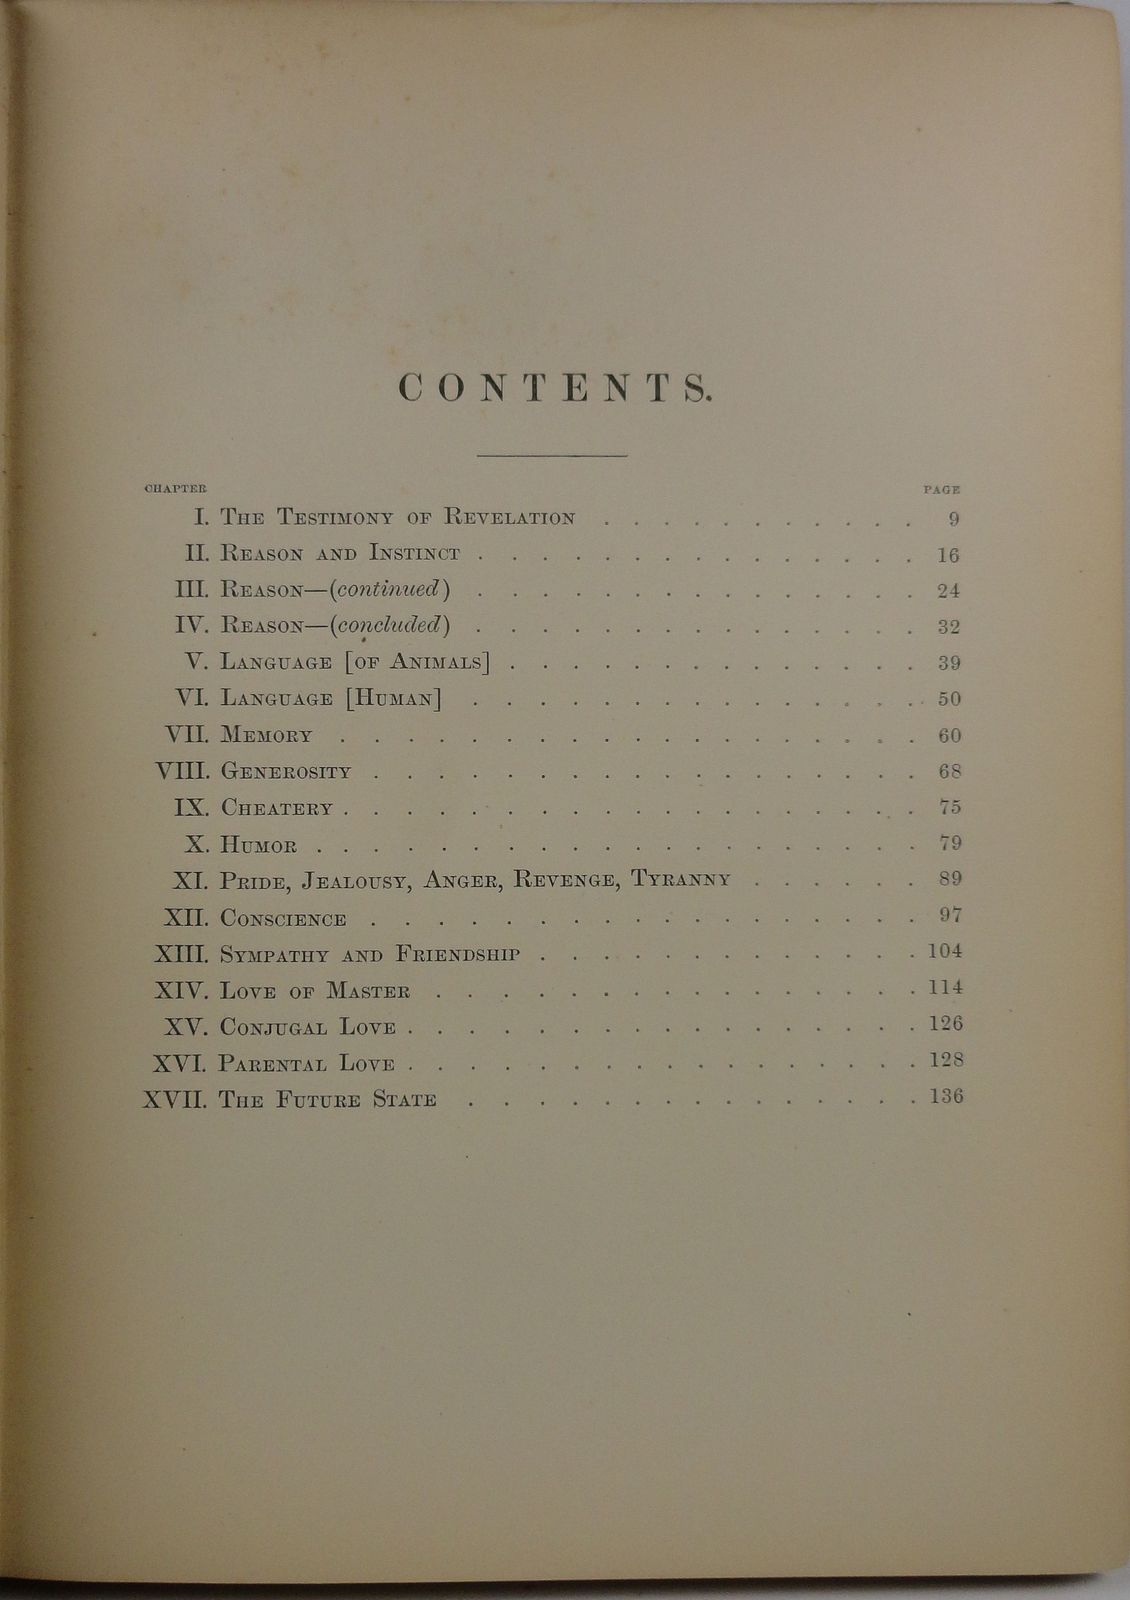 CONTENTS.
CHAPTER PAGE
I. The Testimony of Revelation . . . . . . . . . . . 9
II. Reason and Instinct . . . . . . . . . . . . . . 16
III. Reason—(continued) . . . . . . . . . . . . . . 24
IV. Reason—(concluded) . . . . . . . . . . . . . . 32
V. Language [of Animals] . . . . . . . . . . . . . 39
VI. Language [Human] . . . . . . . . . . . . . . 50
VII. Memory . . . . . . . . . . . . . . . . . . 60
VIII. Generosity . . . . . . . . . . . . . . . . . 68
IX. Cheatery . . . . . . . . . . . . . . . . . . 75
X. Humor . . . . . . . . . . . . . . . . . . . 79
XI. Pride, Jealousy, Anger, Revenge, Tyranny . . . . . . 89
XII. Conscience . . . . . . . . . . . . . . . . . 97
XIII. Sympathy and Friendship . . . . . . . . . . . . 104
XIV. Love of Master . . . . . . . . . . . . . . . 114
XV. Conjugal Love . . . . . . . . . . . . . . . . 126
XVI. Parental Love . . . . . . . . . . . . . . . . 128
XVII. The Future State . . . . . . . . . . . . . . 136